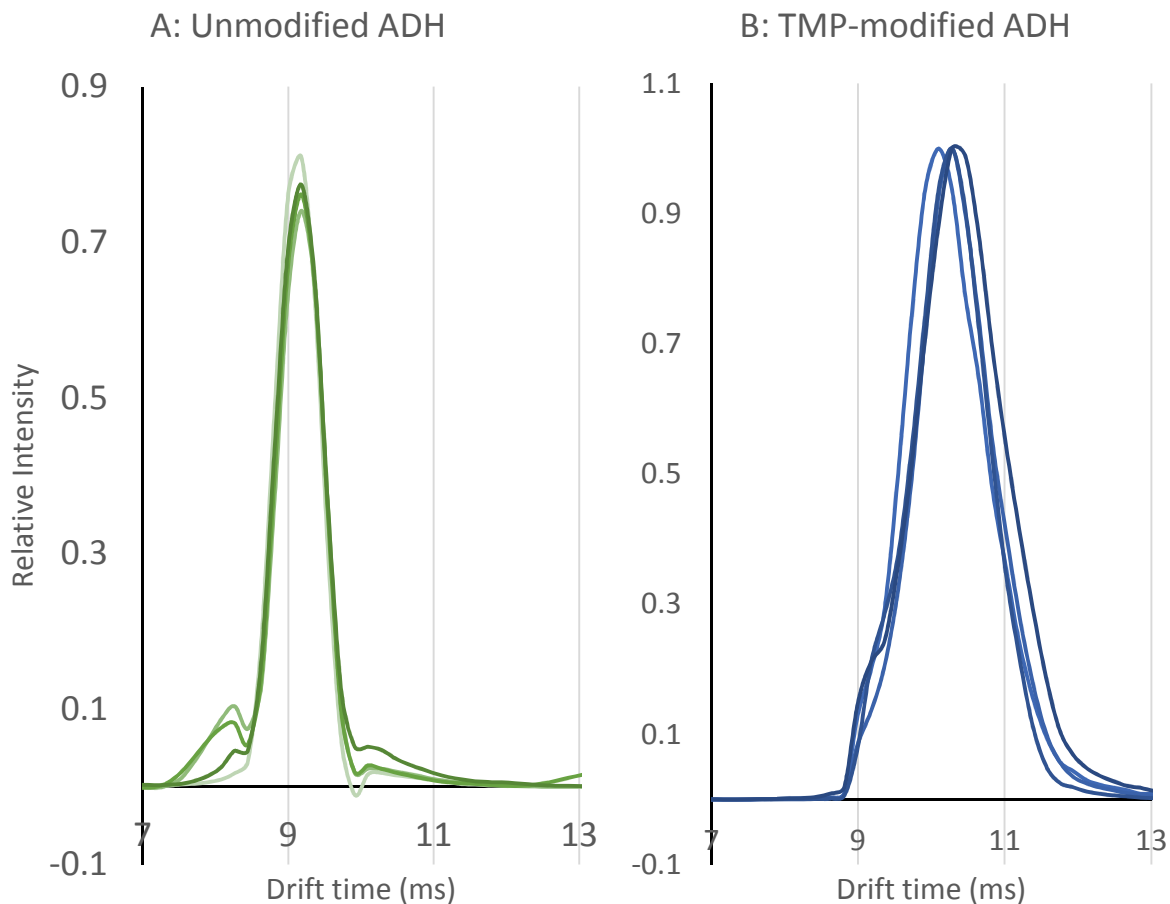 A: Unmodified ADH
0.9
0.7
0.5
0.3
0.1
-0.1
Relative Intensity
7 9 11 13
Drift time (ms)
B: TMP-modified ADH
1.1
0.9
0.7
0.5
0.3
0.1
-0.1
7 9 11 13
Drift time (ms)